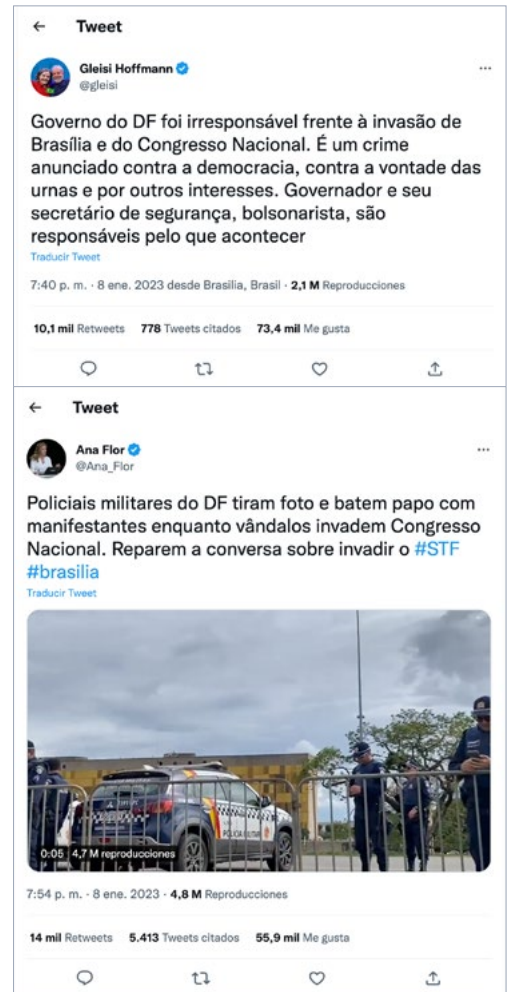 ← Tweet
Gleisi Hoffmann
@gleisi
Governo do DF foi irresponsável frente à invasão de
Brasília e do Congresso Nacional. É um crime
anunciado contra a democracia, contra a vontade das
urnas e por outros interesses. Governador e seu
secretário de segurança, bolsonarista, são
responsáveis pelo que acontecer
Traducir Tweet
7:40 p. m. · 8 ene. 2023 desde Brasilia, Brasil · 2,1 M Reproducciones
10,1 mil Retweets 778 Tweets citados 73,4 mil Me gusta
← Tweet
Ana Flor
@Ana_Flor
Policiais militares do DF tiram foto e batem papo com
manifestantes enquanto vândalos invadem Congresso
Nacional. Reparem a conversa sobre invadir o #STF
#brasilia
Traducir Tweet
POLÍCIA MILITAR
0:05 4,7 M reproducciones
7:54 p. m. · 8 ene. 2023 · 4,8 M Reproducciones
14 mil Retweets 5.413 Tweets citados 55,9 mil Me gusta